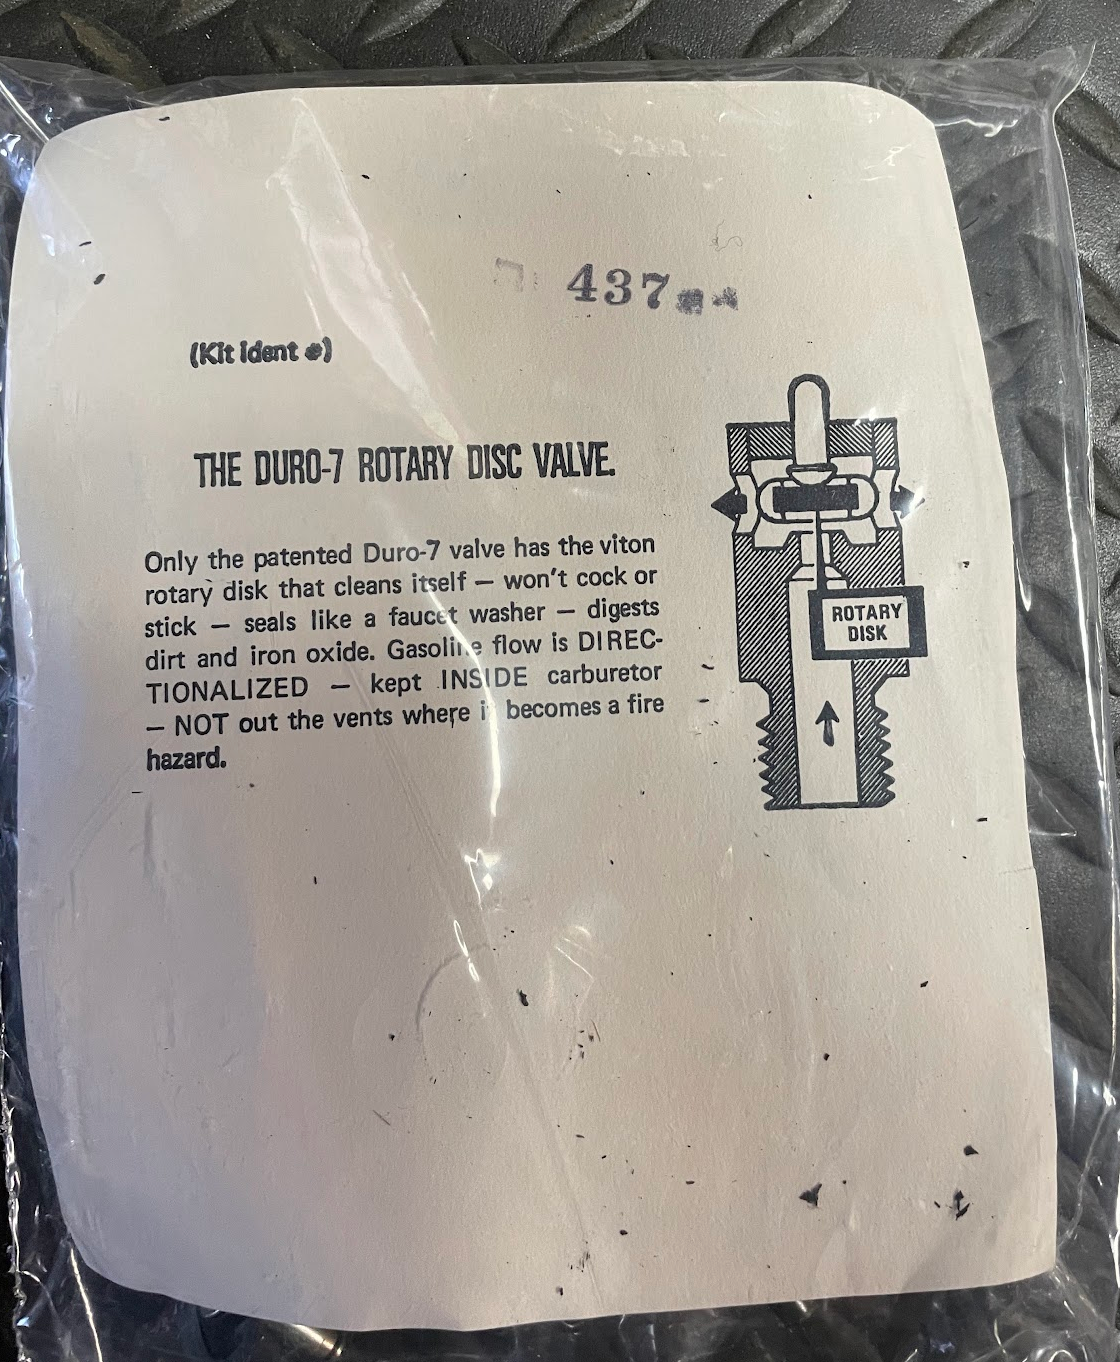 437
(Kit ident #)
THE DURO-7 ROTARY DISC VALVE.
Only the patented Duro-7 valve has the viton
rotary disk that cleans itself — won't cock or
stick — seals like a faucet washer — digests
dirt and iron oxide. Gasoline flow is DIREC-
TIONALIZED — kept INSIDE carburetor
— NOT out the vents where it becomes a fire
hazard.
ROTARY
DISK